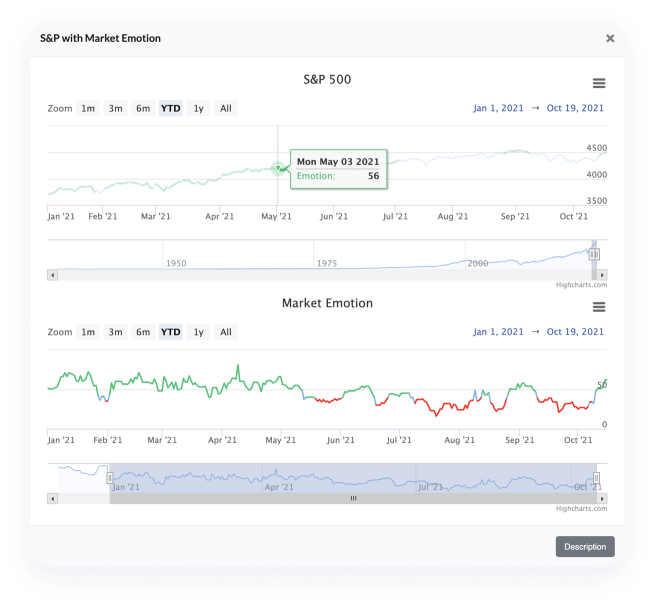 S&P with Market Emotion ×
S&P 500
Zoom 1m 3m 6m YTD 1y All Jan 1, 2021 → Oct 19, 2021
4500
Mon May 03 2021
Emotion: 56
4000
3500
Jan '21 Feb '21 Mar '21 Apr '21 May '21 Jun '21 Jul '21 Aug '21 Sep '21 Oct '21
1950 1975 2000
Highcharts.com
Market Emotion
Zoom 1m 3m 6m YTD 1y All Jan 1, 2021 → Oct 19, 2021
50
0
Jan '21 Feb '21 Mar '21 Apr '21 May '21 Jun '21 Jul '21 Aug '21 Sep '21 Oct '21
Jan '21 Apr '21 Jul '21 Oct '21
Highcharts.com
Description